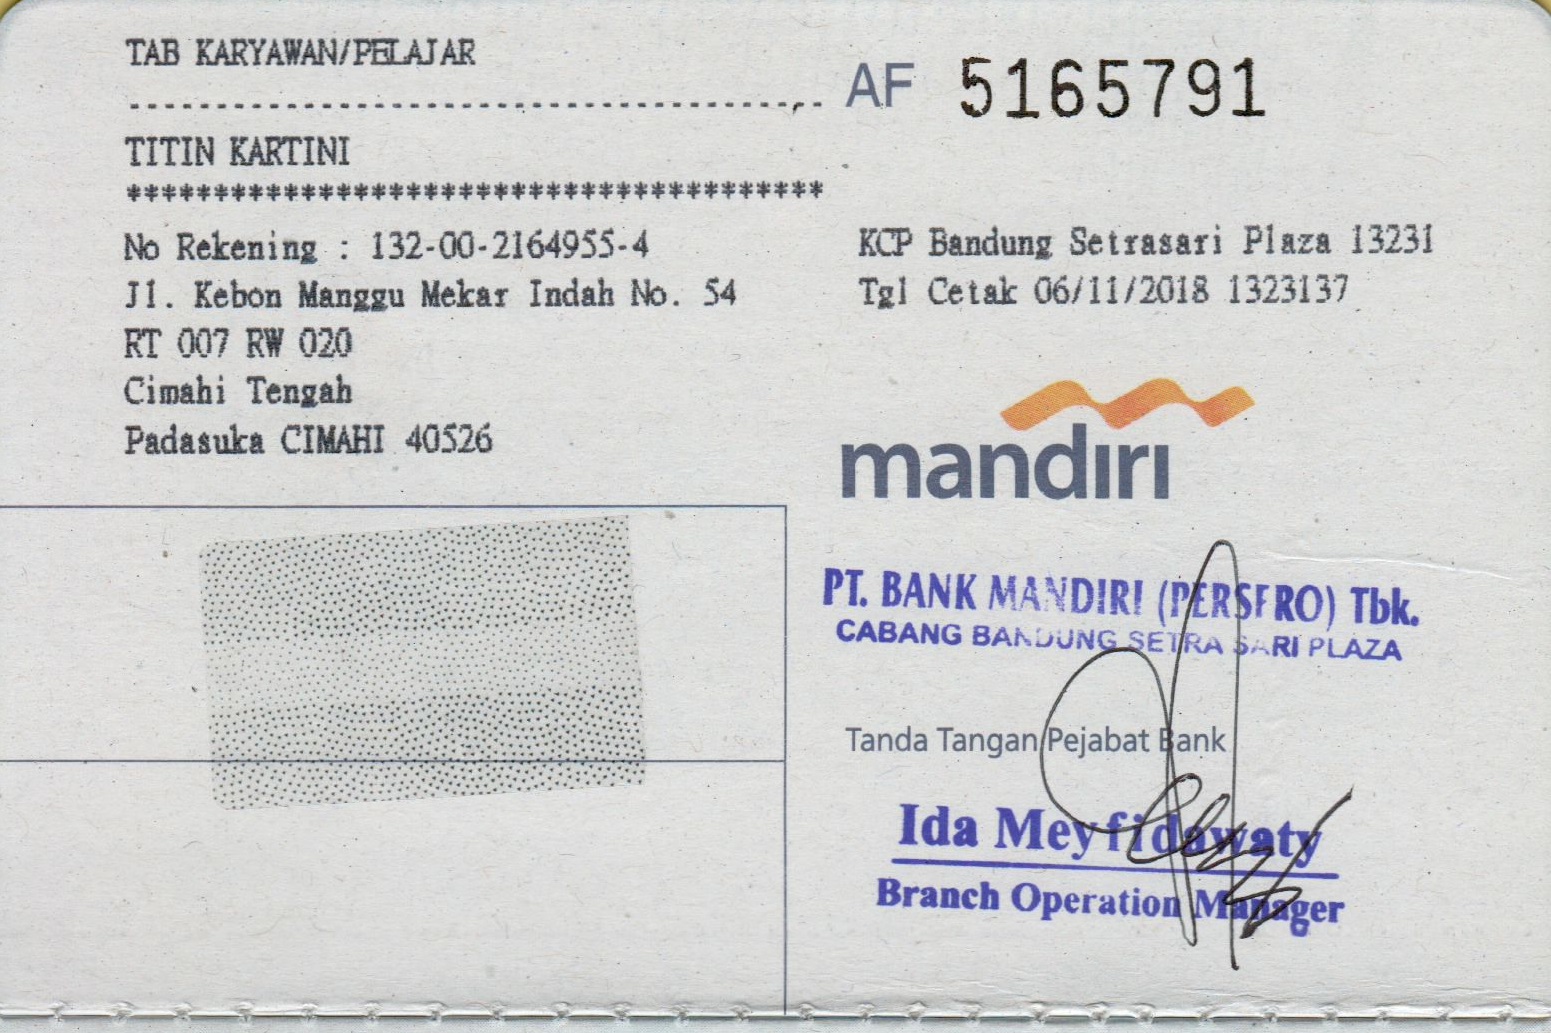 TAB KARYAWAN/PELAJAR
AF 5165791
TITIN KARTINI
****************************************
No Rekening : 132-00-2164955-4
Jl. Kebon Manggu Mekar Indah No. 54
RT 007 RW 020
Cimahi Tengah
Padasuka CIMAHI 40526
KCP Bandung Setrasari Plaza 13231
Tgl Cetak 06/11/2018 1323137
mandiri
PT. BANK MANDIRI (PERSERO) Tbk.
CABANG BANDUNG SETRA SARI PLAZA
Tanda Tangan Pejabat Bank
Ida Meyfidawaty
Branch Operation Manager